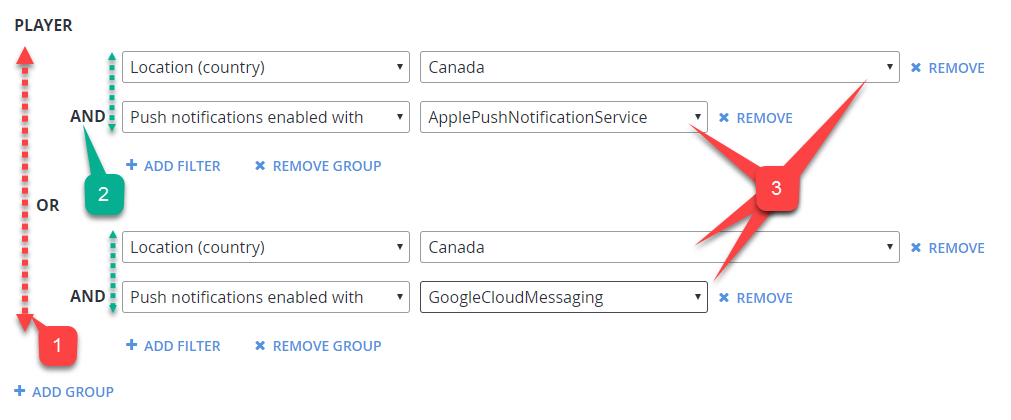 PLAYER
Location (country) Canada REMOVE
AND Push notifications enabled with ApplePushNotificationService REMOVE
ADD FILTER REMOVE GROUP
2
3
OR
Location (country) Canada REMOVE
AND Push notifications enabled with GoogleCloudMessaging REMOVE
1
ADD FILTER REMOVE GROUP
ADD GROUP